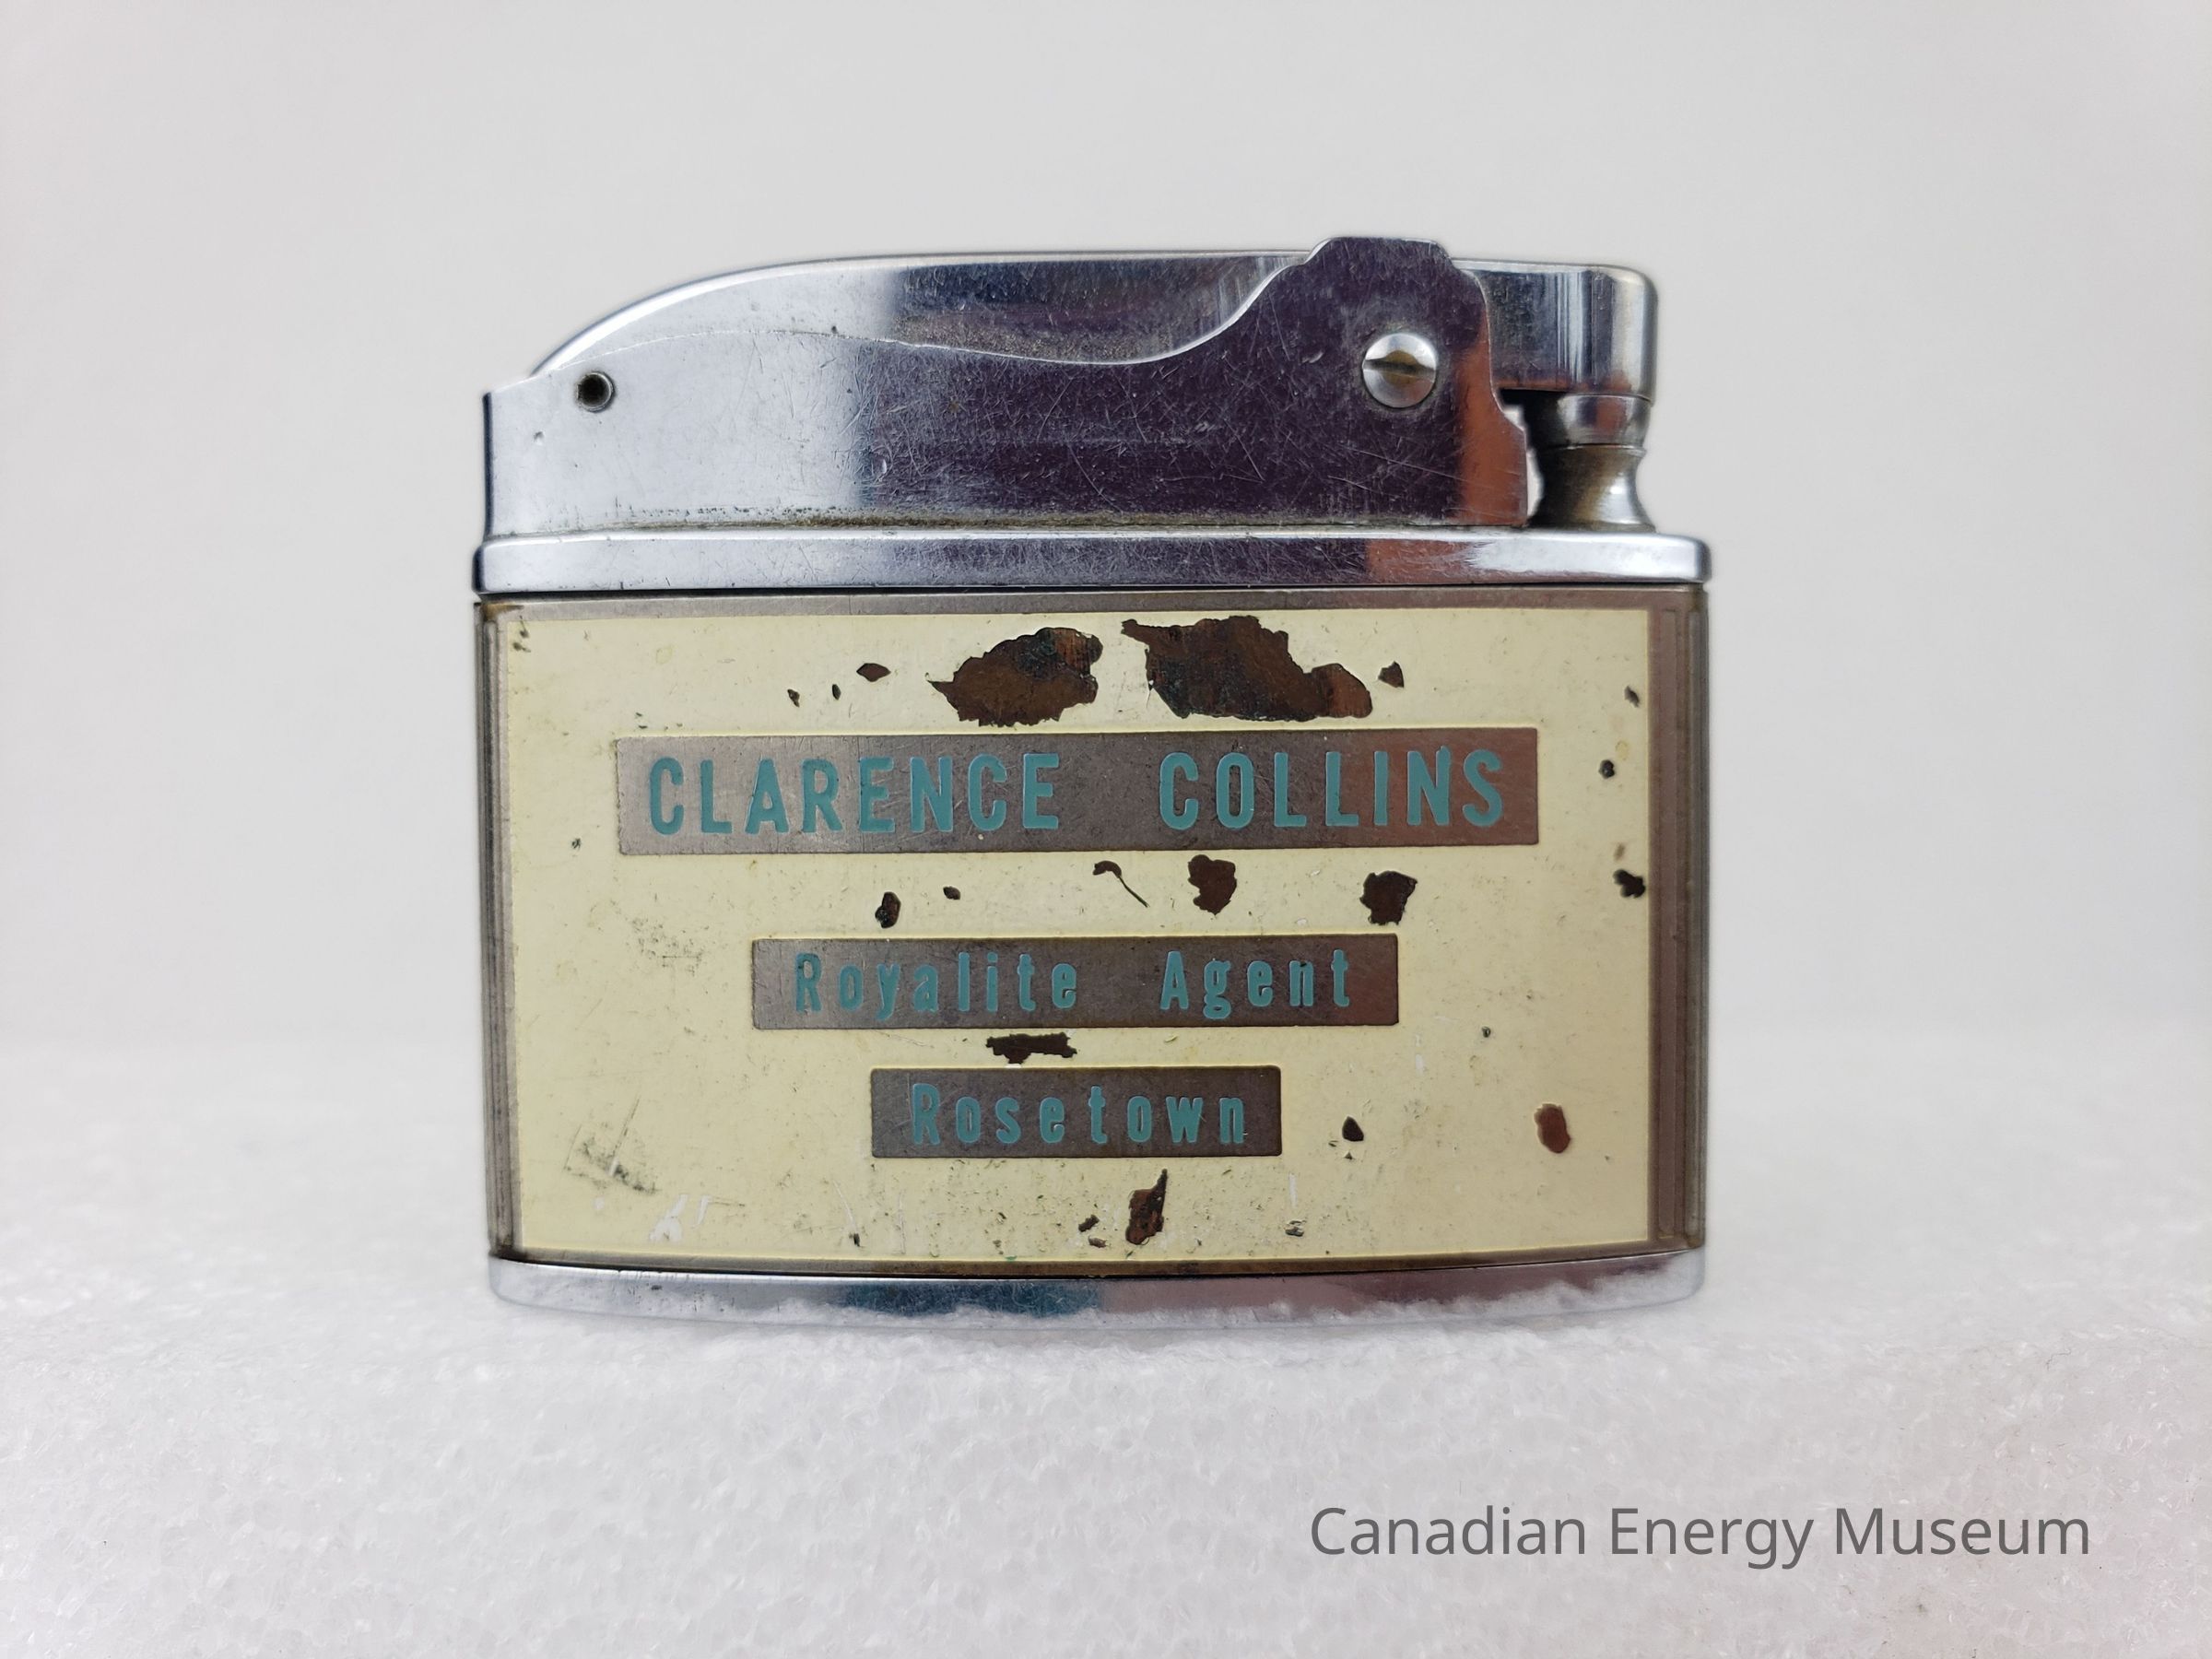 CLARENCE COLLINS
Royalite Agent
Rosetown
Canadian Energy Museum